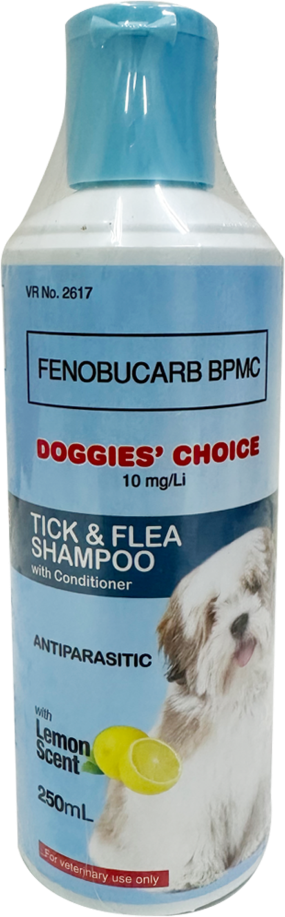 VR No. 2617
FENOBUCARB BPMC
DOGGIES' CHOICE
10 mg/Li
TICK & FLEA
SHAMPOO
with Conditioner
ANTIPARASITIC
with
Lemon
Scent
250mL
For veterinary use only